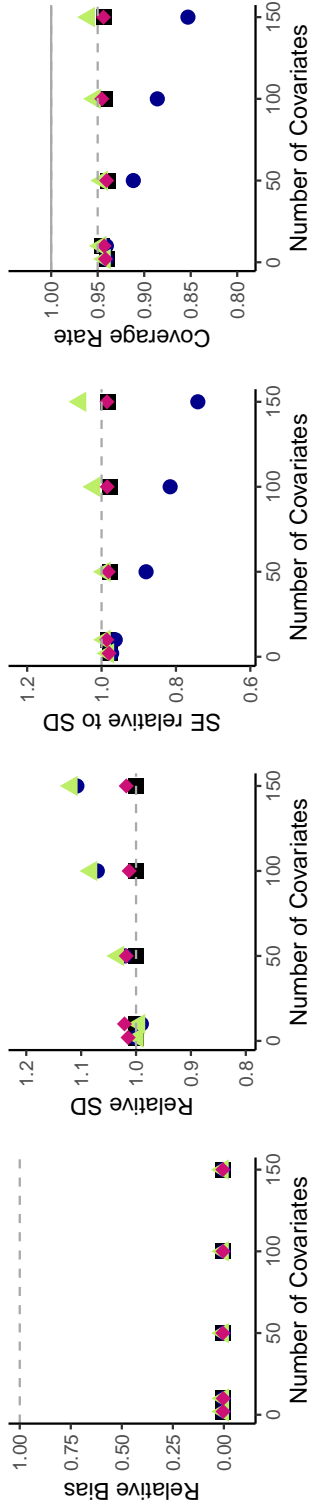 Relative Bias
1.00
0.75
0.50
0.25
0.00
0 50 100 150
Number of Covariates
Relative SD
1.2
1.1
1.0
0.9
0.8
0 50 100 150
Number of Covariates
SE relative to SD
1.2
1.0
0.8
0.6
0 50 100 150
Number of Covariates
Coverage Rate
1.00
0.95
0.90
0.85
0.80
0 50 100 150
Number of Covariates